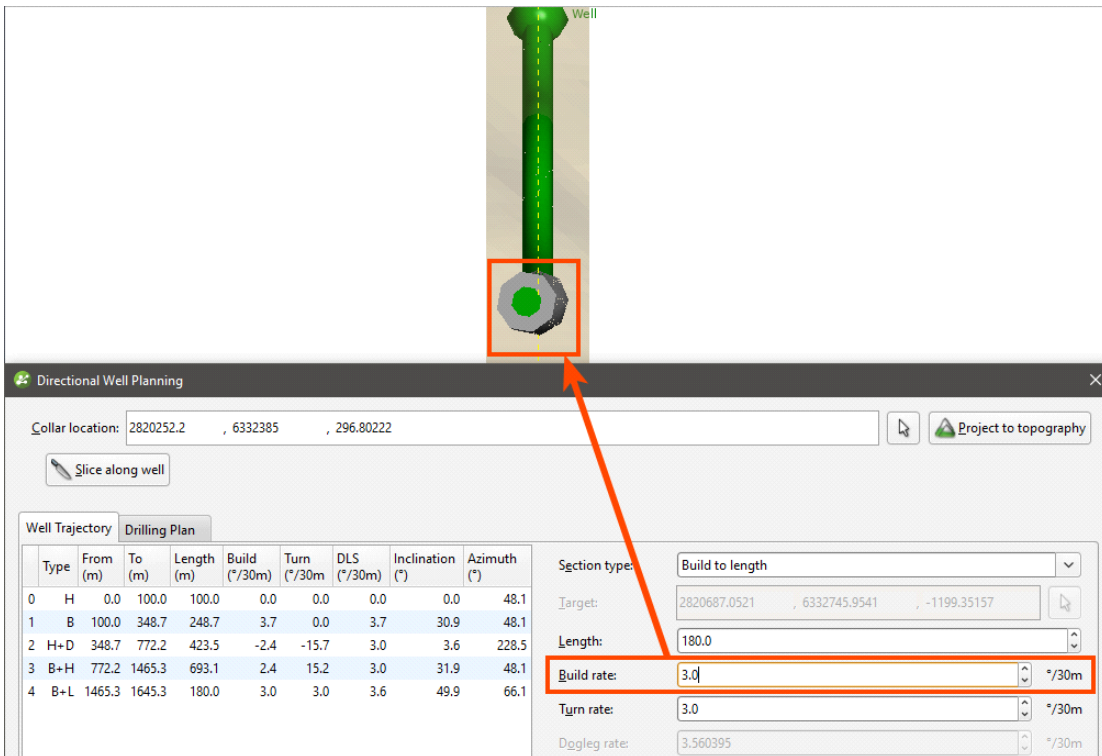 Well
Directional Well Planning
Collar location: 2820252.2 , 6332385 , 296.80222 Project to topography
Slice along well
Well Trajectory Drilling Plan
Type From (m) To (m) Length (m) Build (°/30m) Turn (°/30m DLS (°/30m) Inclination (°) Azimuth (°)
0 H 0.0 100.0 100.0 0.0 0.0 0.0 0.0 48.1
1 B 100.0 348.7 248.7 3.7 0.0 3.7 30.9 48.1
2 H+D 348.7 772.2 423.5 -2.4 -15.7 3.0 3.6 228.5
3 B+H 772.2 1465.3 693.1 2.4 15.2 3.0 31.9 48.1
4 B+L 1465.3 1645.3 180.0 3.0 3.0 3.6 49.9 66.1
Section type: Build to length
Target: 2820687.0521 , 6332745.9541 , -1199.35157
Length: 180.0
Build rate: 3.0 °/30m
Turn rate: 3.0 °/30m
Dogleg rate: 3.560395 °/30m